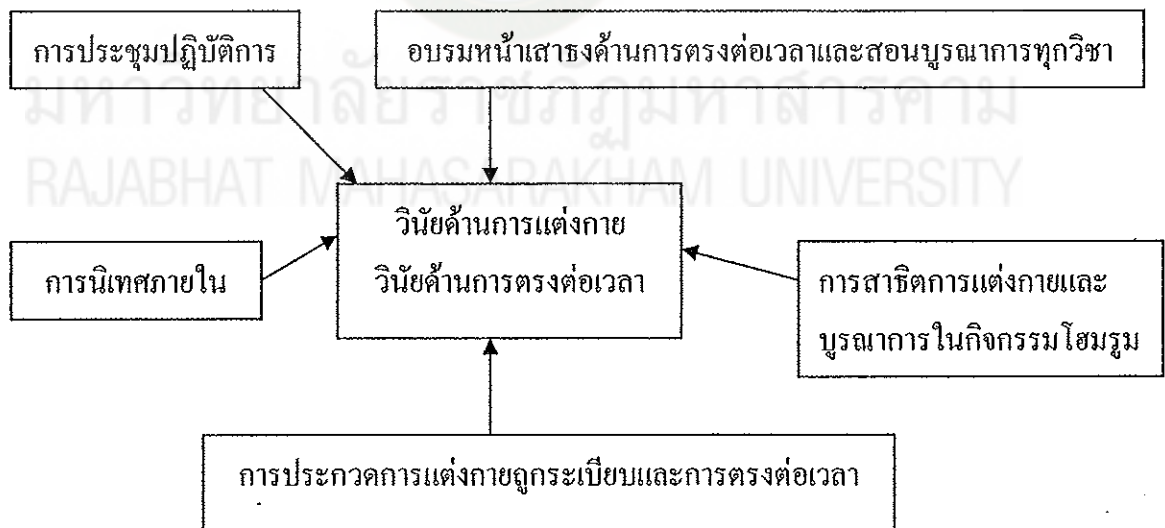 การประชุมปฏิบัติการ
อบรมหน้าเสาธงด้านการตรงต่อเวลาและสอนบูรณาการทุกวิชา
มหาวิทยาลัยราชภัฏมหาสารคาม
RAJABHAT MAHASARAKHAM UNIVERSITY
วินัยด้านการแต่งกาย
วินัยด้านการตรงต่อเวลา
การนิเทศภายใน
การสาธิตการแต่งกายและ
บูรณาการในกิจกรรมโฮมรูม
การประกวดการแต่งกายถูกระเบียบและการตรงต่อเวลา